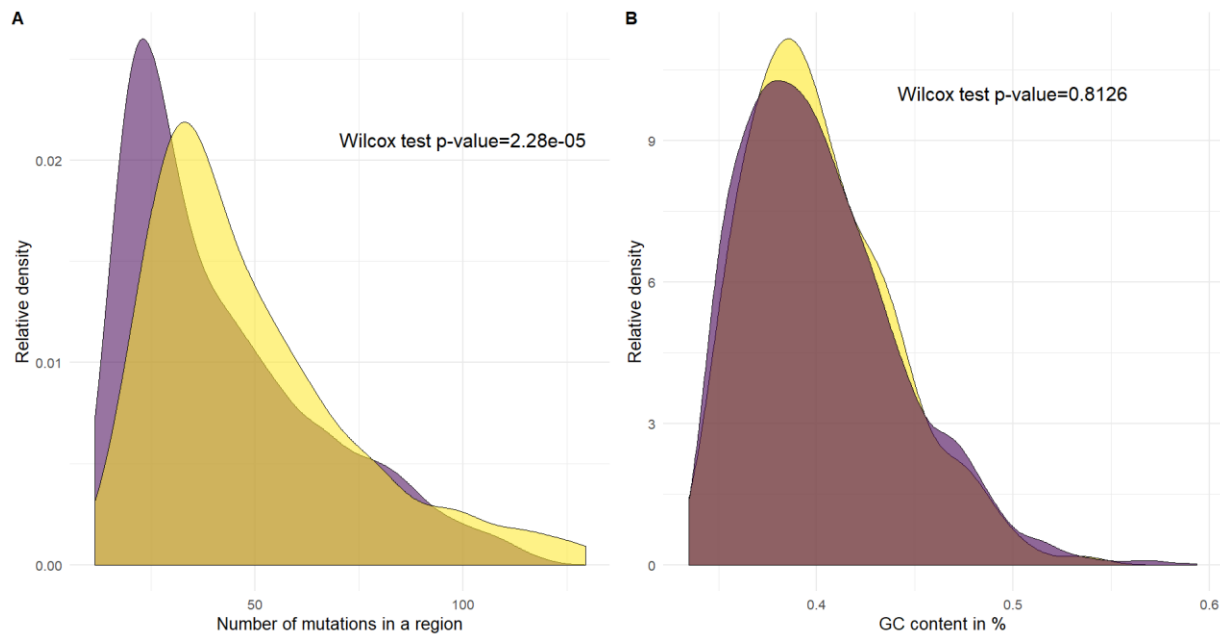 A
Wilcox test p-value=2.28e-05
Relative density
0.02
0.01
0.00
50
100
Number of mutations in a region
B
Wilcox test p-value=0.8126
Relative density
9
6
3
0
0.4
0.5
0.6
GC content in %